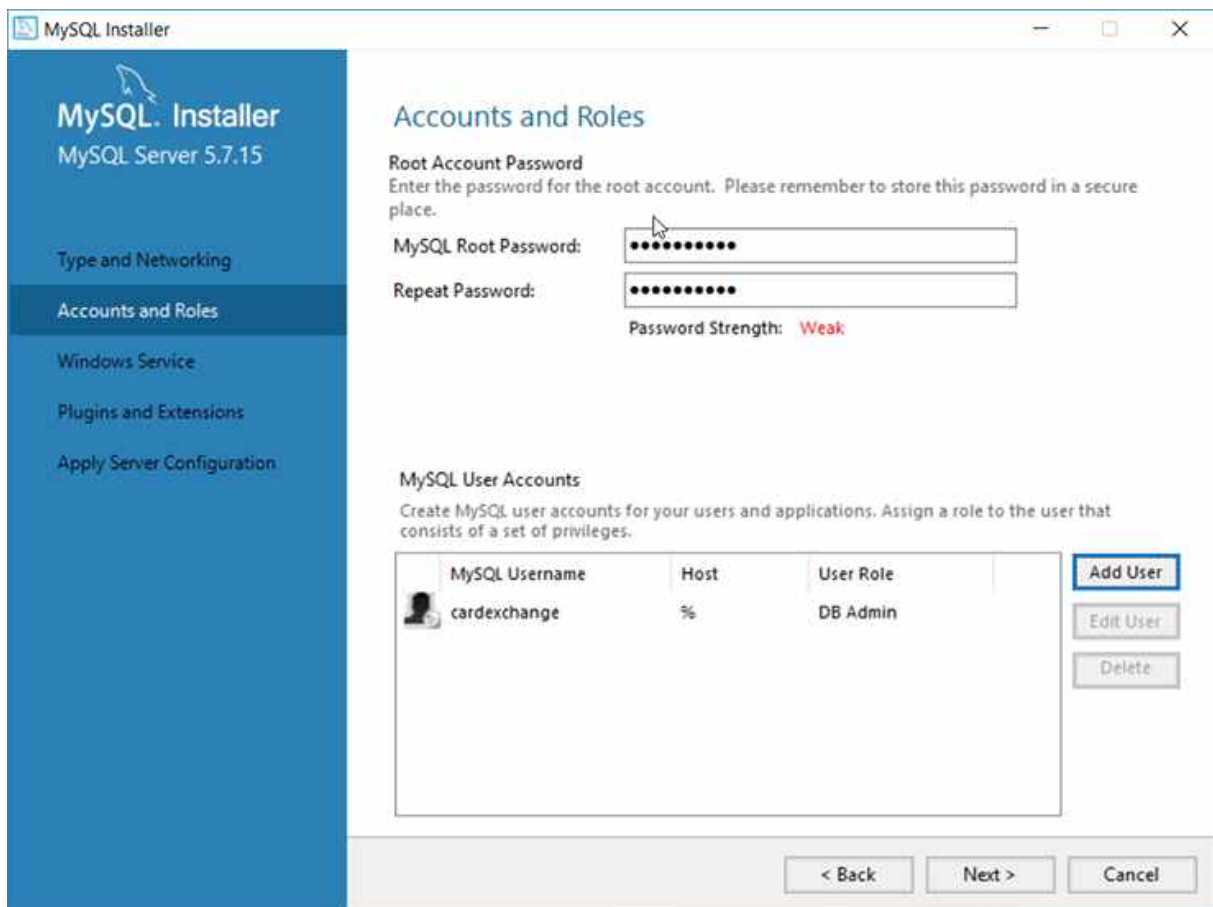 MySQL Installer
MySQL. Installer
MySQL Server 5.7.15
Type and Networking
Accounts and Roles
Windows Service
Plugins and Extensions
Apply Server Configuration
Accounts and Roles
Root Account Password
Enter the password for the root account. Please remember to store this password in a secure
place.
MySQL Root Password: ●●●●●●●●●●
Repeat Password: ●●●●●●●●●●
Password Strength: Weak
MySQL User Accounts
Create MySQL user accounts for your users and applications. Assign a role to the user that
consists of a set of privileges.
MySQL Username Host User Role
cardexchange % DB Admin
Add User
Edit User
Delete
< Back Next > Cancel